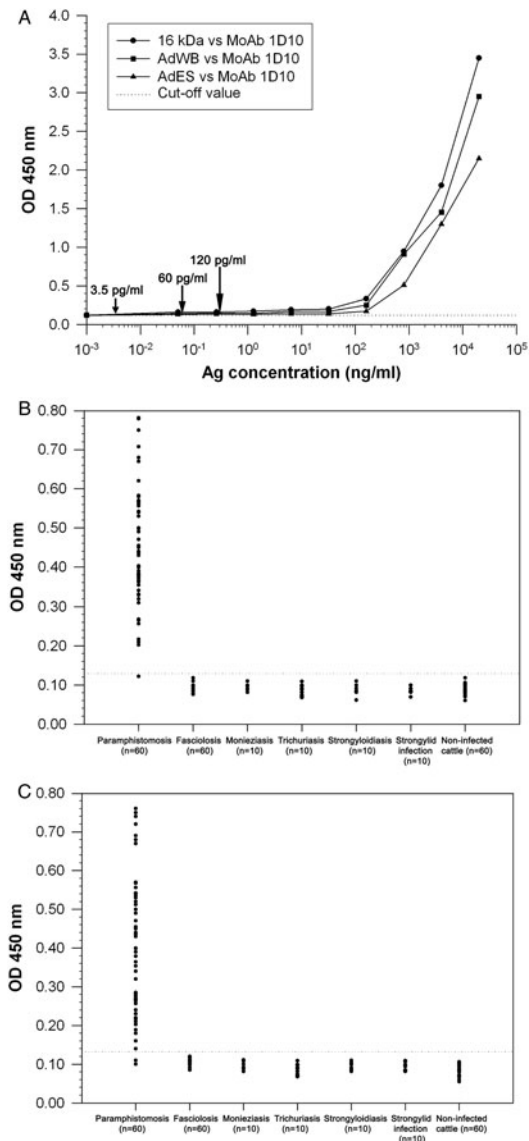 A
16 kDa vs MoAb 1D10
AdWB vs MoAb 1D10
AdES vs MoAb 1D10
Cut-off value
OD 450 nm
4.0
3.5
3.0
2.5
2.0
1.5
1.0
0.5
0.0
3.5 pg/ml
60 pg/ml
120 pg/ml
10-3 10-2 10-1 100 101 102 103 104 105
Ag concentration (ng/ml)
B
OD 450 nm
0.80
0.70
0.60
0.50
0.40
0.30
0.20
0.10
0.00
Paramphistomosis (n=60)
Fasciolosis (n=60)
Monieziasis (n=10)
Trichuriasis (n=10)
Strongyloidiasis (n=10)
Strongylid infection (n=10)
Non-infected cattle (n=60)
C
OD 450 nm
0.80
0.70
0.60
0.50
0.40
0.30
0.20
0.10
0.00
Paramphistomosis (n=60)
Fasciolosis (n=60)
Monieziasis (n=10)
Trichuriasis (n=10)
Strongyloidiasis (n=10)
Strongylid infection (n=10)
Non-infected cattle (n=60)